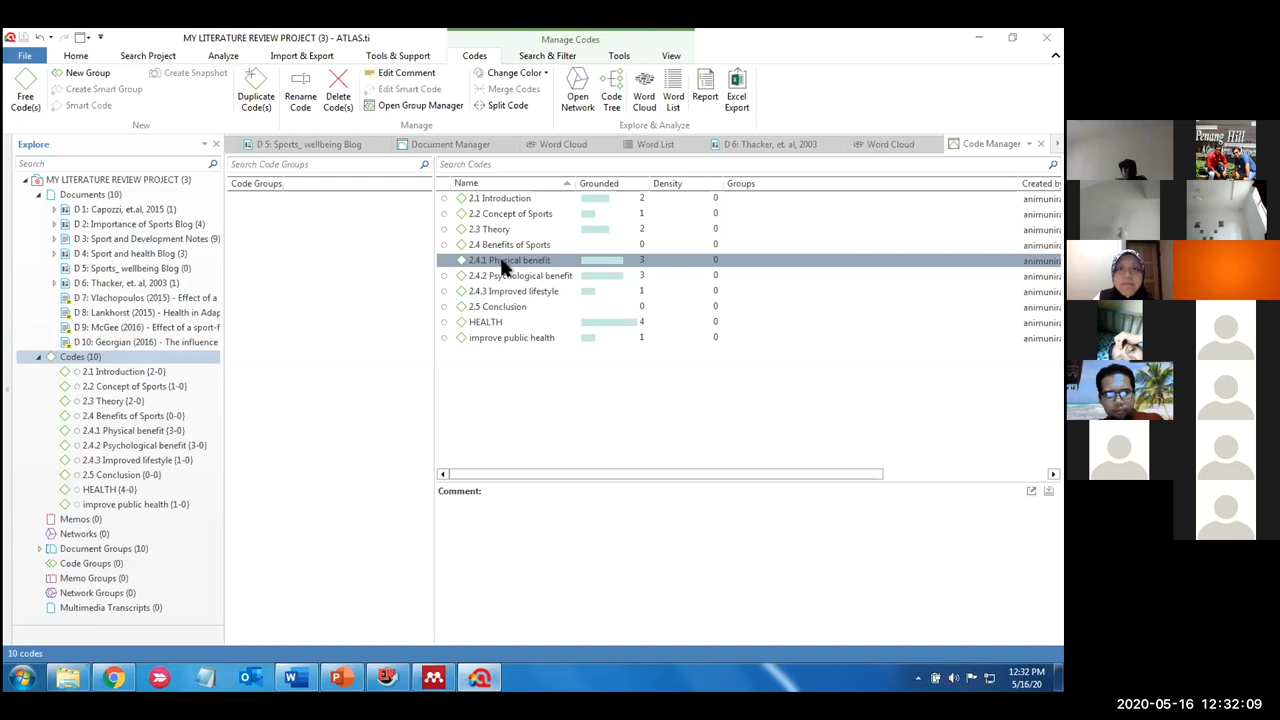 MY LITERATURE REVIEW PROJECT (3) - ATLAS.ti
Manage Codes
File
Home
Search Project
Analyze
Import & Export
Tools & Support
Codes
Search & Filter
Tools
View
Free Code(s)
New Group
Create Smart Group
Smart Code
Create Snapshot
New
Duplicate Code(s)
Rename Code
Delete Code(s)
Edit Comment
Edit Smart Code
Open Group Manager
Change Color
Merge Codes
Split Code
Manage
Open Network
Code Tree
Word Cloud
Word List
Report
Excel Export
Explore & Analyze
Explore
D 5: Sports_ wellbeing Blog
Document Manager
Word Cloud
Word List
D 6: Thacker, et.al, 2003
Word Cloud
Code Manager
Search
Search Code Groups
Search Codes
MY LITERATURE REVIEW PROJECT (3)
Documents (10)
D 1: Capozzi, et.al, 2015 (1)
D 2: Importance of Sports Blog (4)
D 3: Sport and Development Notes (9)
D 4: Sport and health Blog (3)
D 5: Sports_ wellbeing Blog (0)
D 6: Thacker, et.al, 2003 (1)
D 7: Vlachopoulos (2015) - Effect of a
D 8: Lankhorst (2015) - Health in Adap
D 9: McGee (2016) - Effect of a sport-f
D 10: Georgian (2016) - The influence
Codes (10)
2.1 Introduction {2-0}
2.2 Concept of Sports {1-0}
2.3 Theory {2-0}
2.4 Benefits of Sports {0-0}
2.4.1 Physical benefit {3-0}
2.4.2 Psychological benefit {3-0}
2.4.3 Improved lifestyle {1-0}
2.5 Conclusion {0-0}
HEALTH {4-0}
improve public health {1-0}
Memos (0)
Networks (0)
Document Groups (10)
Code Groups (0)
Memo Groups (0)
Network Groups (0)
Multimedia Transcripts (0)
Code Groups
Name Grounded Density Groups Created by
2.1 Introduction 2 0 animunira
2.2 Concept of Sports 1 0 animunira
2.3 Theory 2 0 animunira
2.4 Benefits of Sports 0 0 animunira
2.4.1 Physical benefit 3 0 animunira
2.4.2 Psychological benefit 3 0 animunira
2.4.3 Improved lifestyle 1 0 animunira
2.5 Conclusion 0 0 animunira
HEALTH 4 0 animunira
improve public health 1 0 animunira
Comment:
10 codes
12:32 PM
5/16/20
Penang Hill
2020-05-16 12:32:09